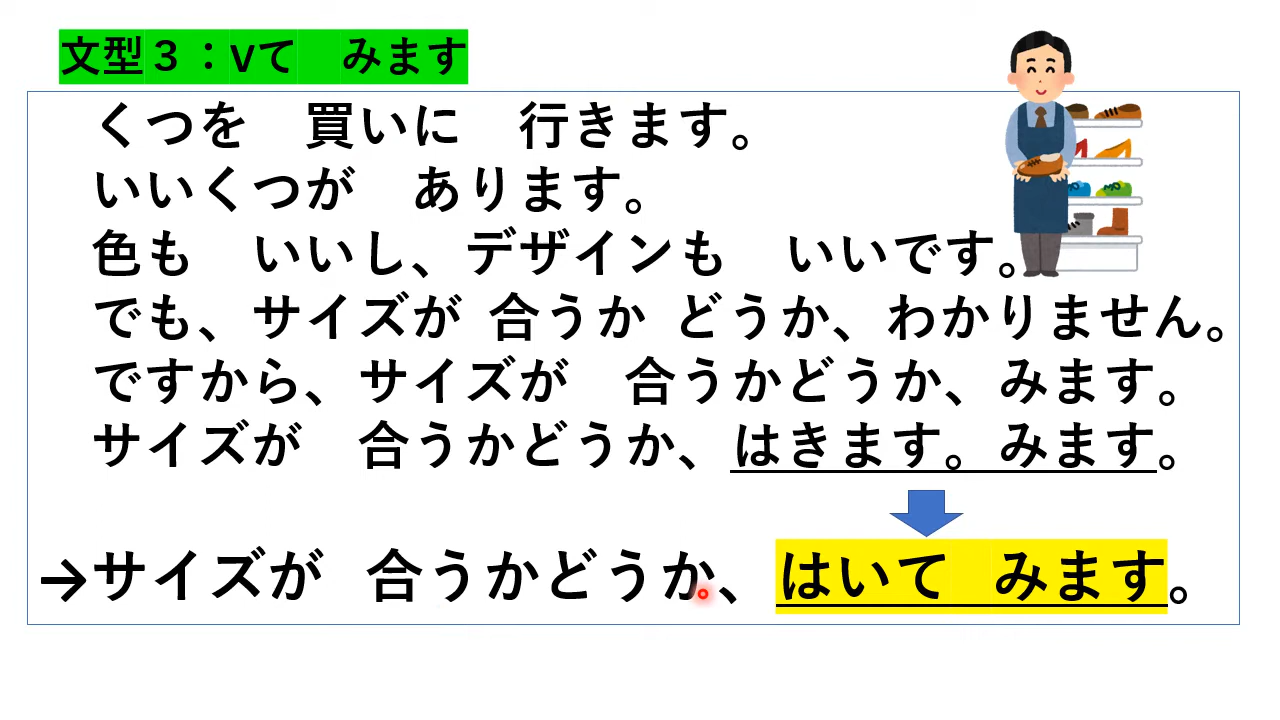 文型３：Vて　みます
くつを　買いに　行きます。
いいくつが　あります。
色も　いいし、デザインも　いいです。
でも、サイズが 合うか どうか、わかりません。
ですから、サイズが　合うかどうか、みます。
サイズが　合うかどうか、はきます。みます。
→サイズが 合うかどうか、はいて　みます。